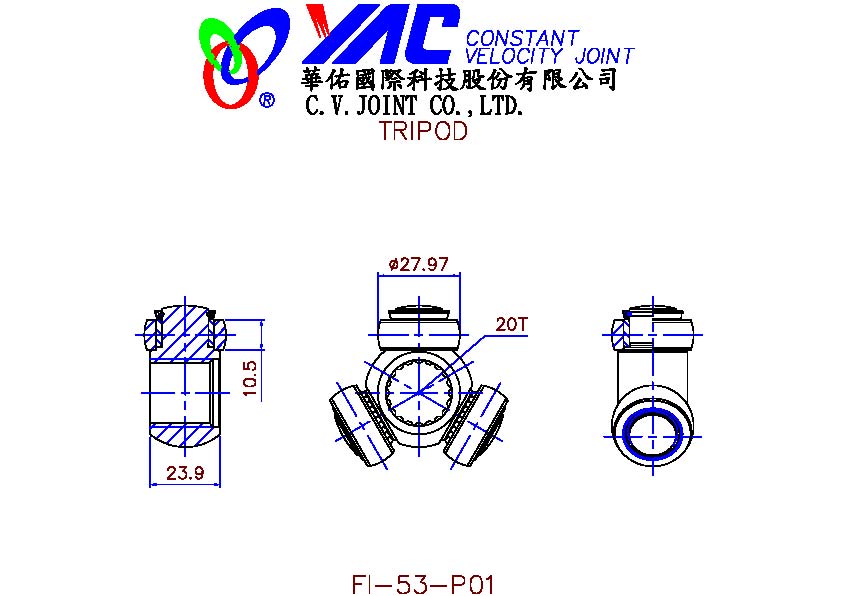 YAC CONSTANT
VELOCITY JOINT
華佑國際科技股份有限公司
®
C.V.JOINT CO.,LTD.
TRIPOD
ø27.97
20T
10.5
23.9
FI-53-P01